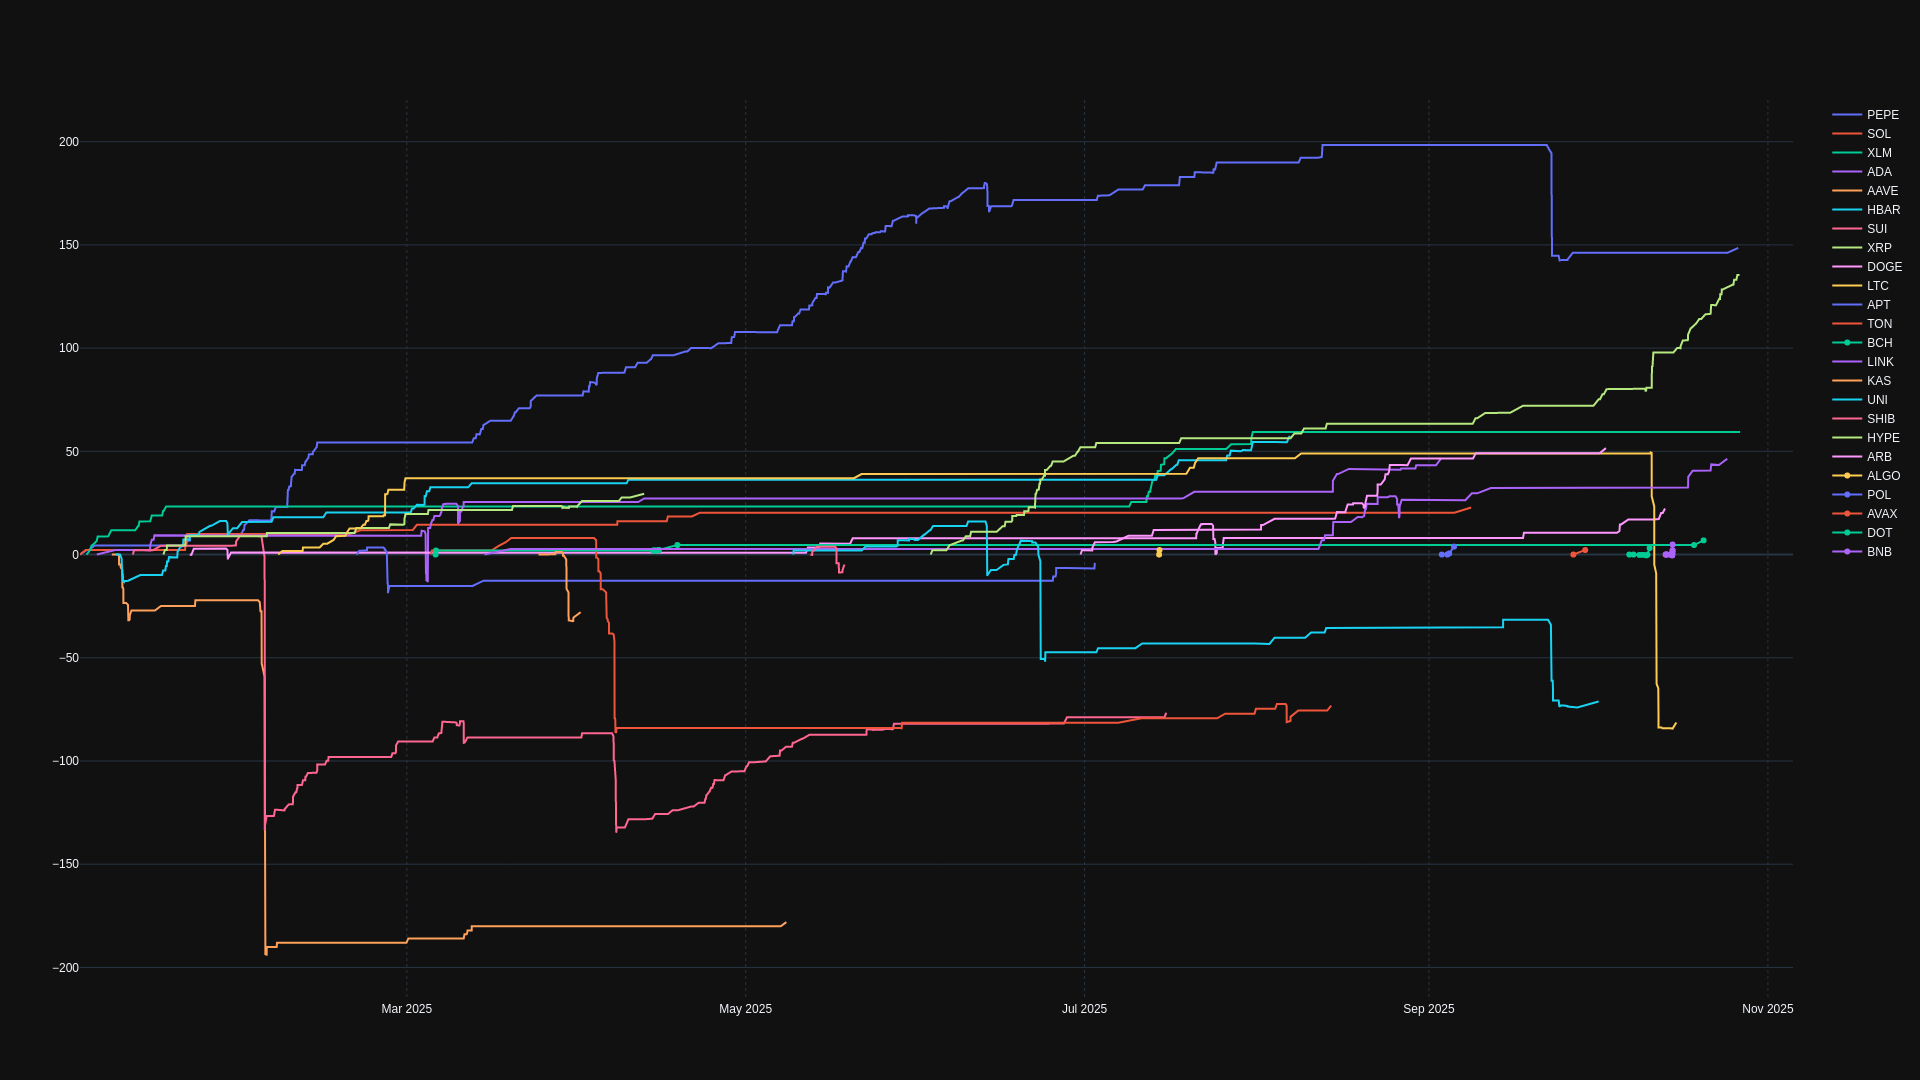 200
150
100
50
0
−50
−100
−150
−200
Mar 2025
May 2025
Jul 2025
Sep 2025
Nov 2025
PEPE
SOL
XLM
ADA
AAVE
HBAR
SUI
XRP
DOGE
LTC
APT
TON
BCH
LINK
KAS
UNI
SHIB
HYPE
ARB
ALGO
POL
AVAX
DOT
BNB